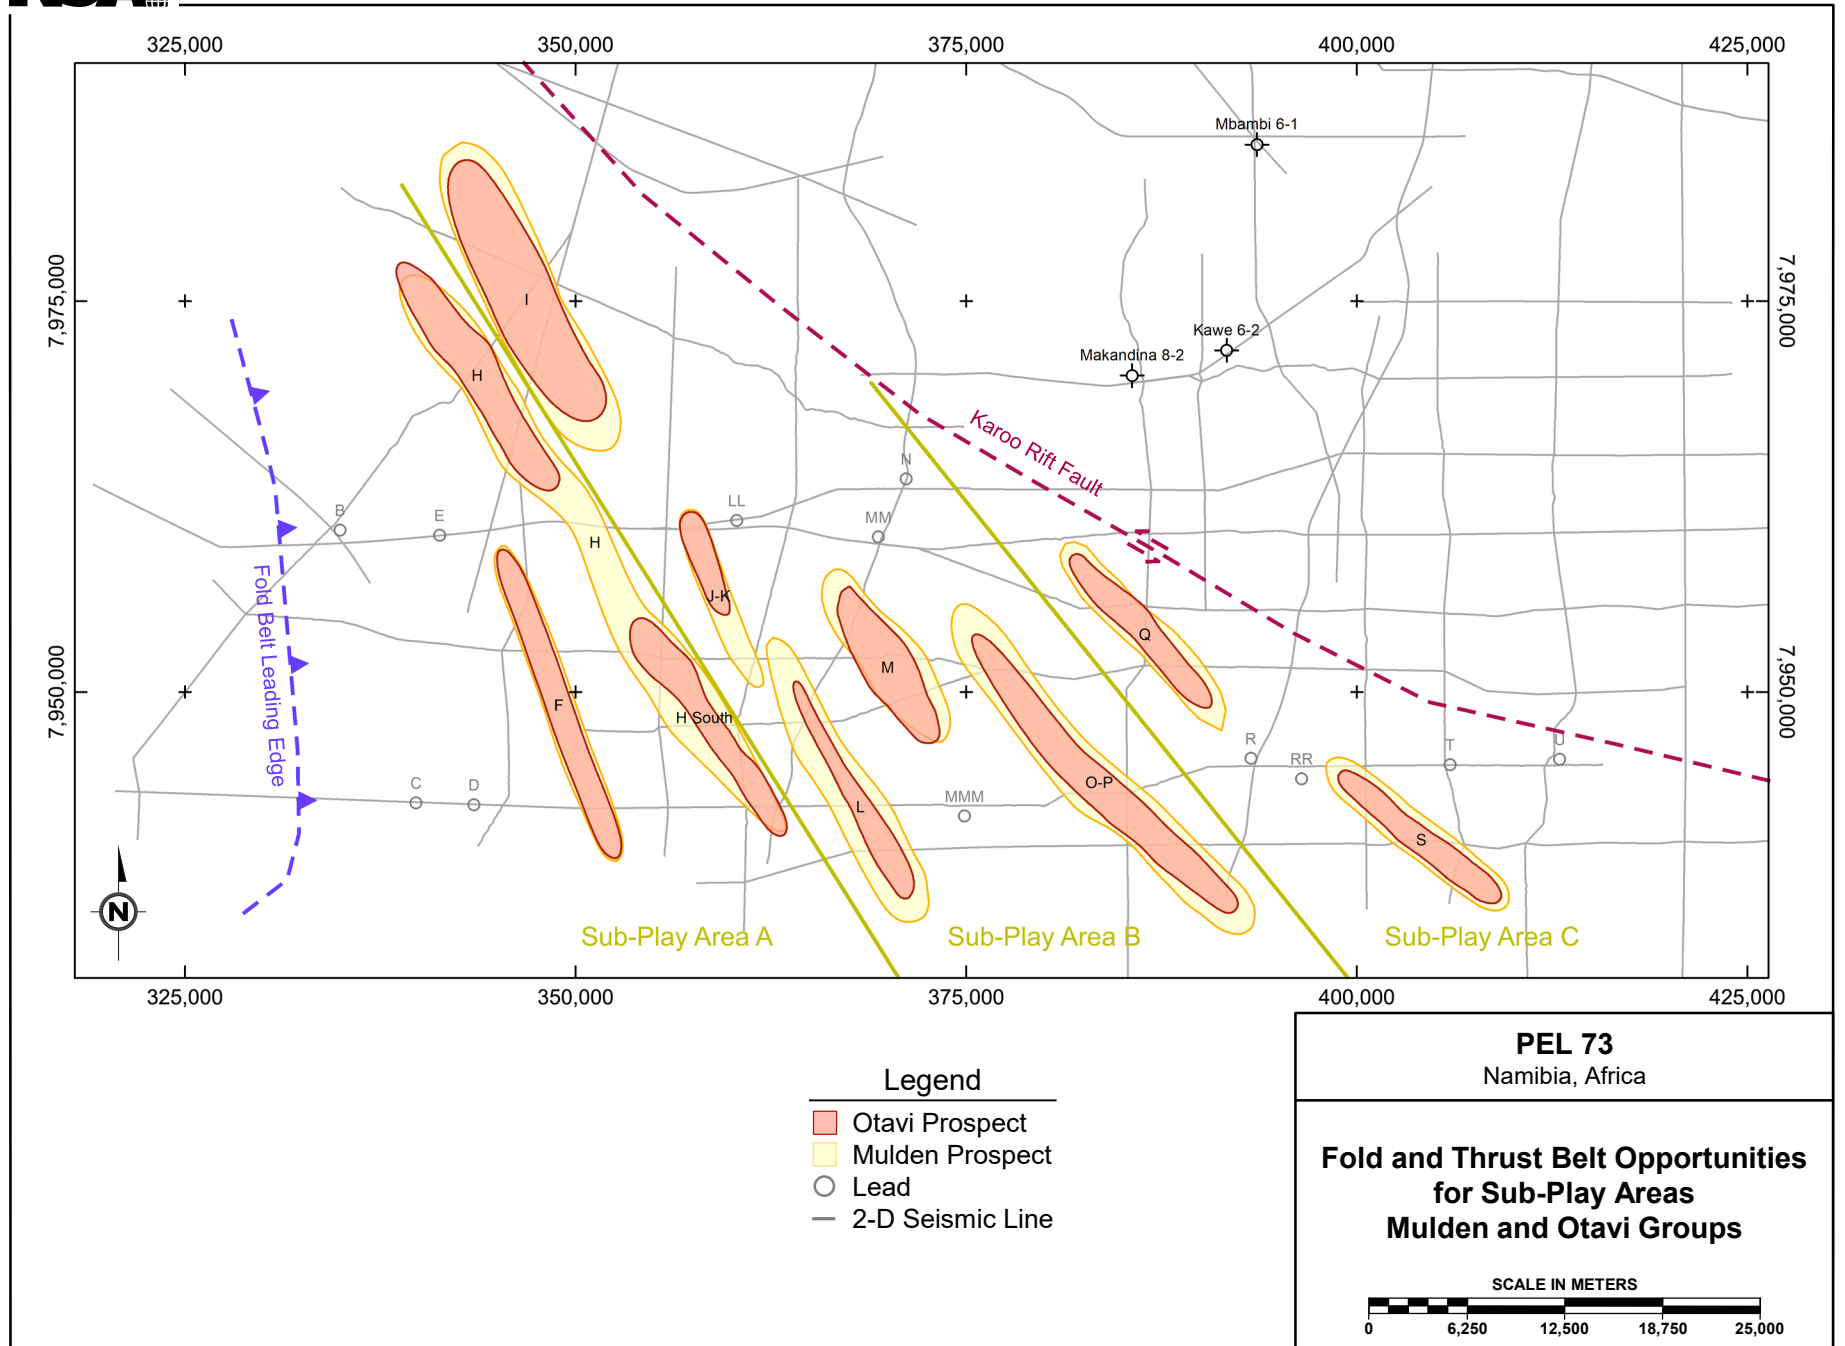 325,000 350,000 375,000 400,000 425,000
Mbambi 6-1
7,975,000
7,975,000
I
Kawe 6-2
Makandina 8-2
H
Karoo Rift Fault
N
LL
B
E
MM
H
Fold Belt Leading Edge
J-K
Q
M
7,950,000
7,950,000
F
H South
R
T
U
RR
C
D
O-P
MMM
L
S
N
Sub-Play Area A
Sub-Play Area B
Sub-Play Area C
325,000 350,000 375,000 400,000 425,000
PEL 73
Namibia, Africa
Legend
Otavi Prospect
Mulden Prospect
Lead
2-D Seismic Line
Fold and Thrust Belt Opportunities
for Sub-Play Areas
Mulden and Otavi Groups
SCALE IN METERS
0 6,250 12,500 18,750 25,000